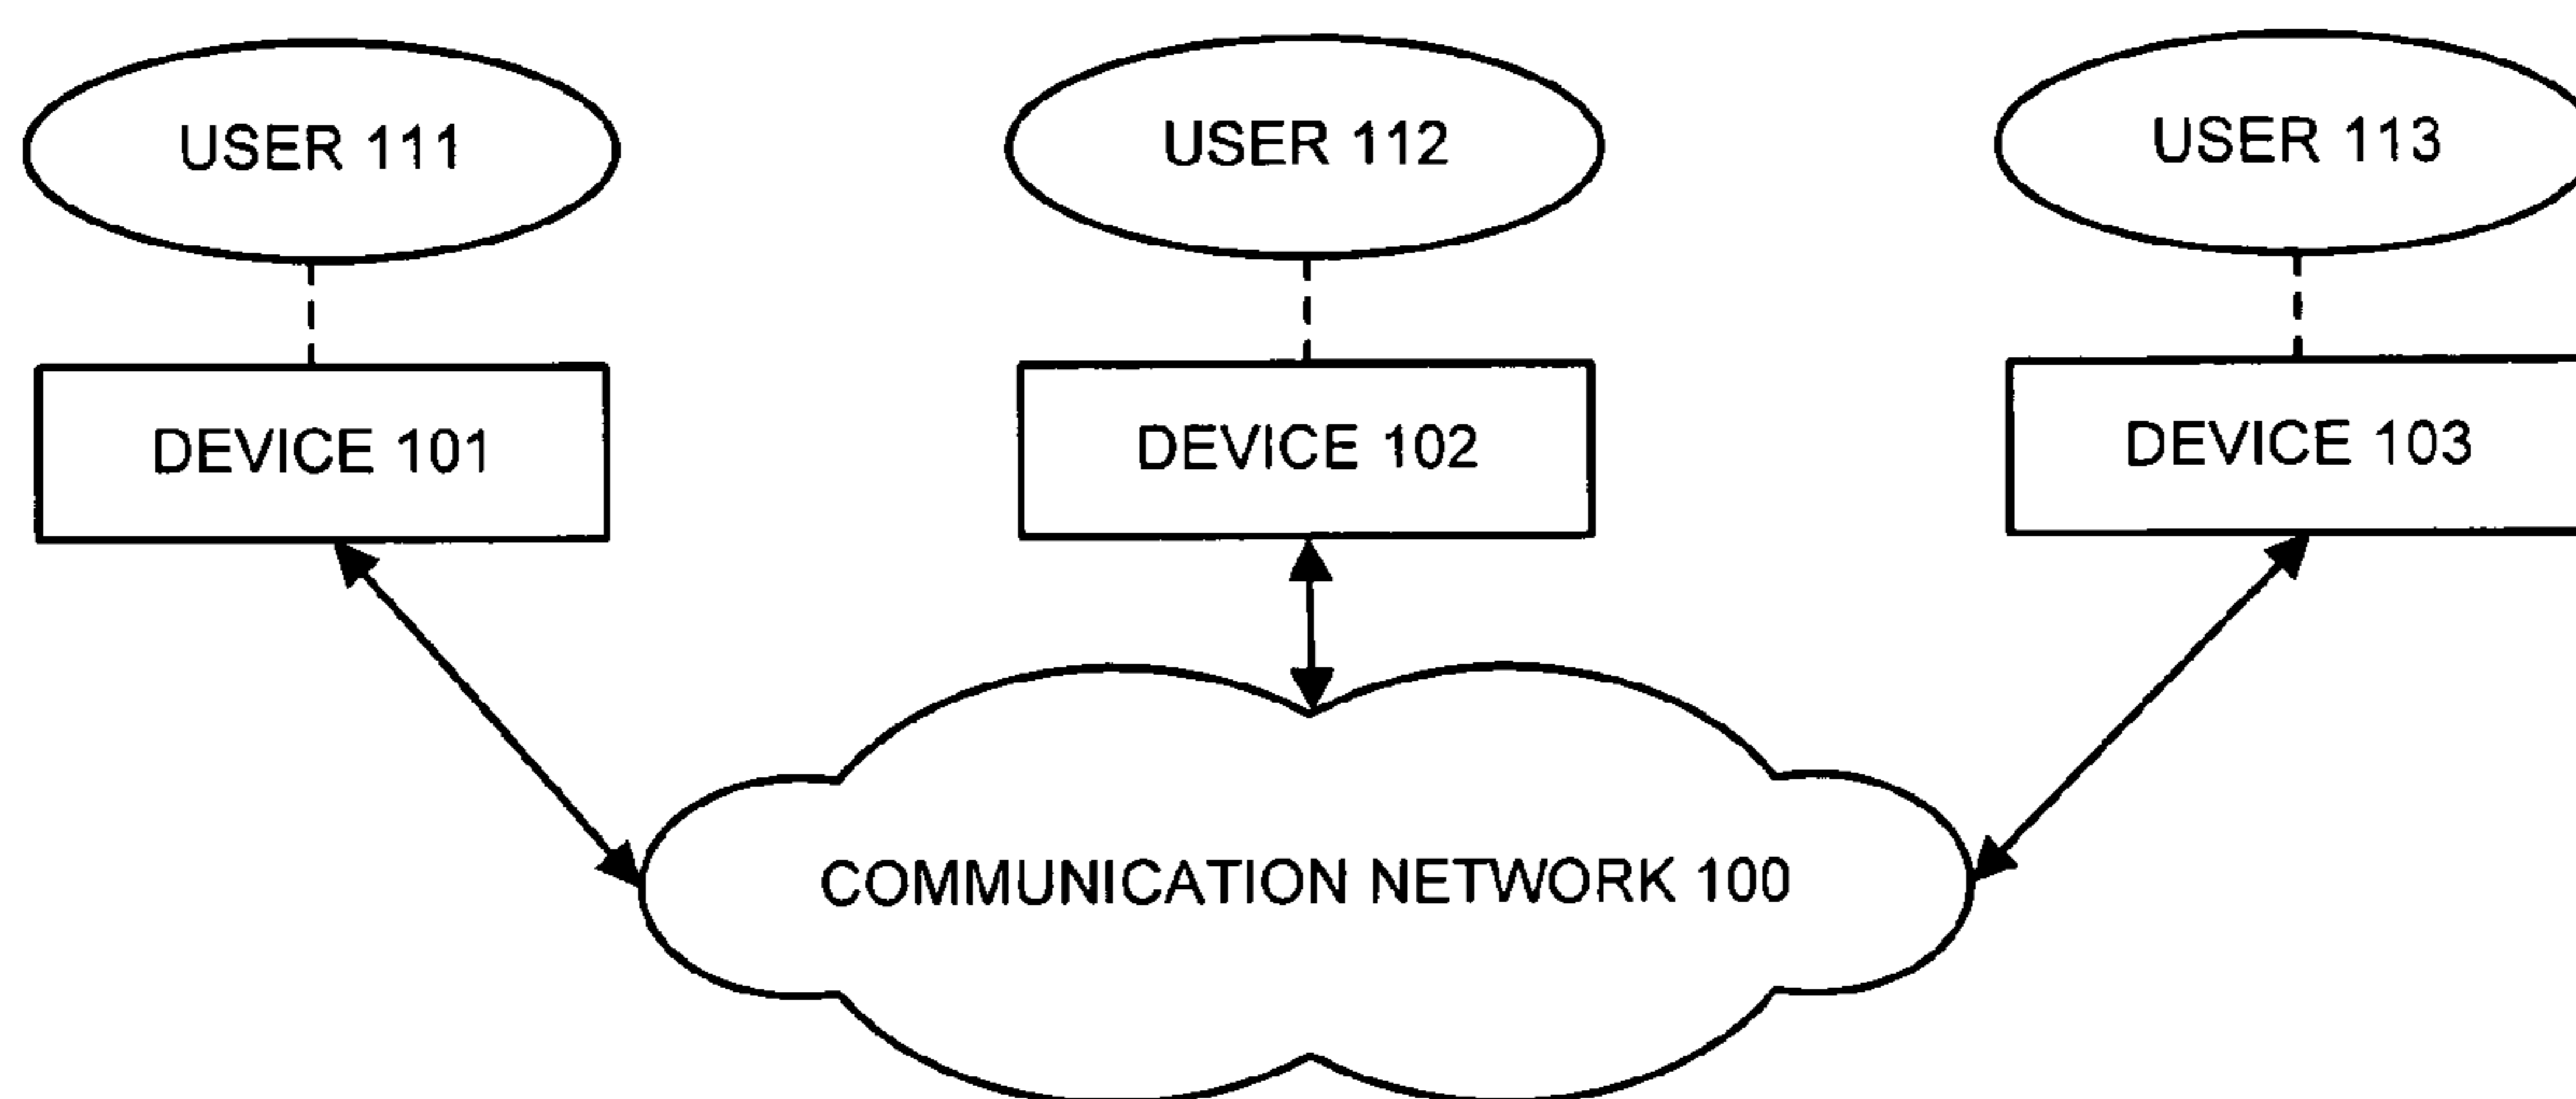 USER 111
USER 112
USER 113
DEVICE 101
DEVICE 102
DEVICE 103
COMMUNICATION NETWORK 100